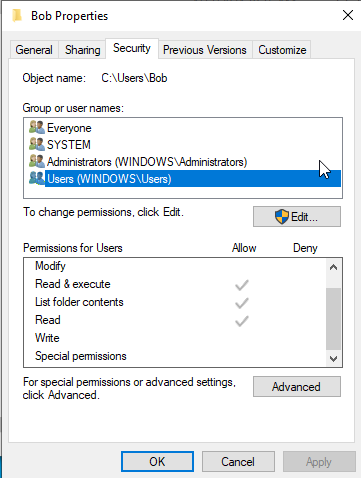 Bob Properties
General Sharing Security Previous Versions Customize
Object name: C:\Users\Bob
Group or user names:
Everyone
SYSTEM
Administrators (WINDOWS\Administrators)
Users (WINDOWS\Users)
To change permissions, click Edit.
Edit...
Permissions for Users Allow Deny
Modify
Read & execute
List folder contents
Read
Write
Special permissions
For special permissions or advanced settings,
click Advanced.
Advanced
OK Cancel Apply